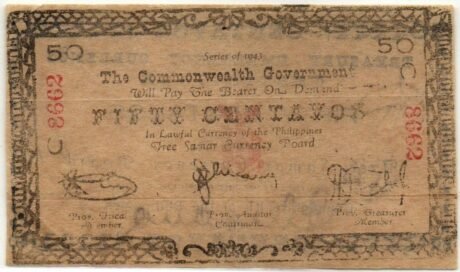 50
50
Series of 1943
The Commonwealth Government
Will Pay The Bearer On Demand
FIFTY CENTAVOS
In Lawful Currency of the Philippines
Free Samar Currency Board
C 8662
C 8662
Prov. Fiscal
Member
Prov. Auditor
Chairman
Prov. Treasurer
Member